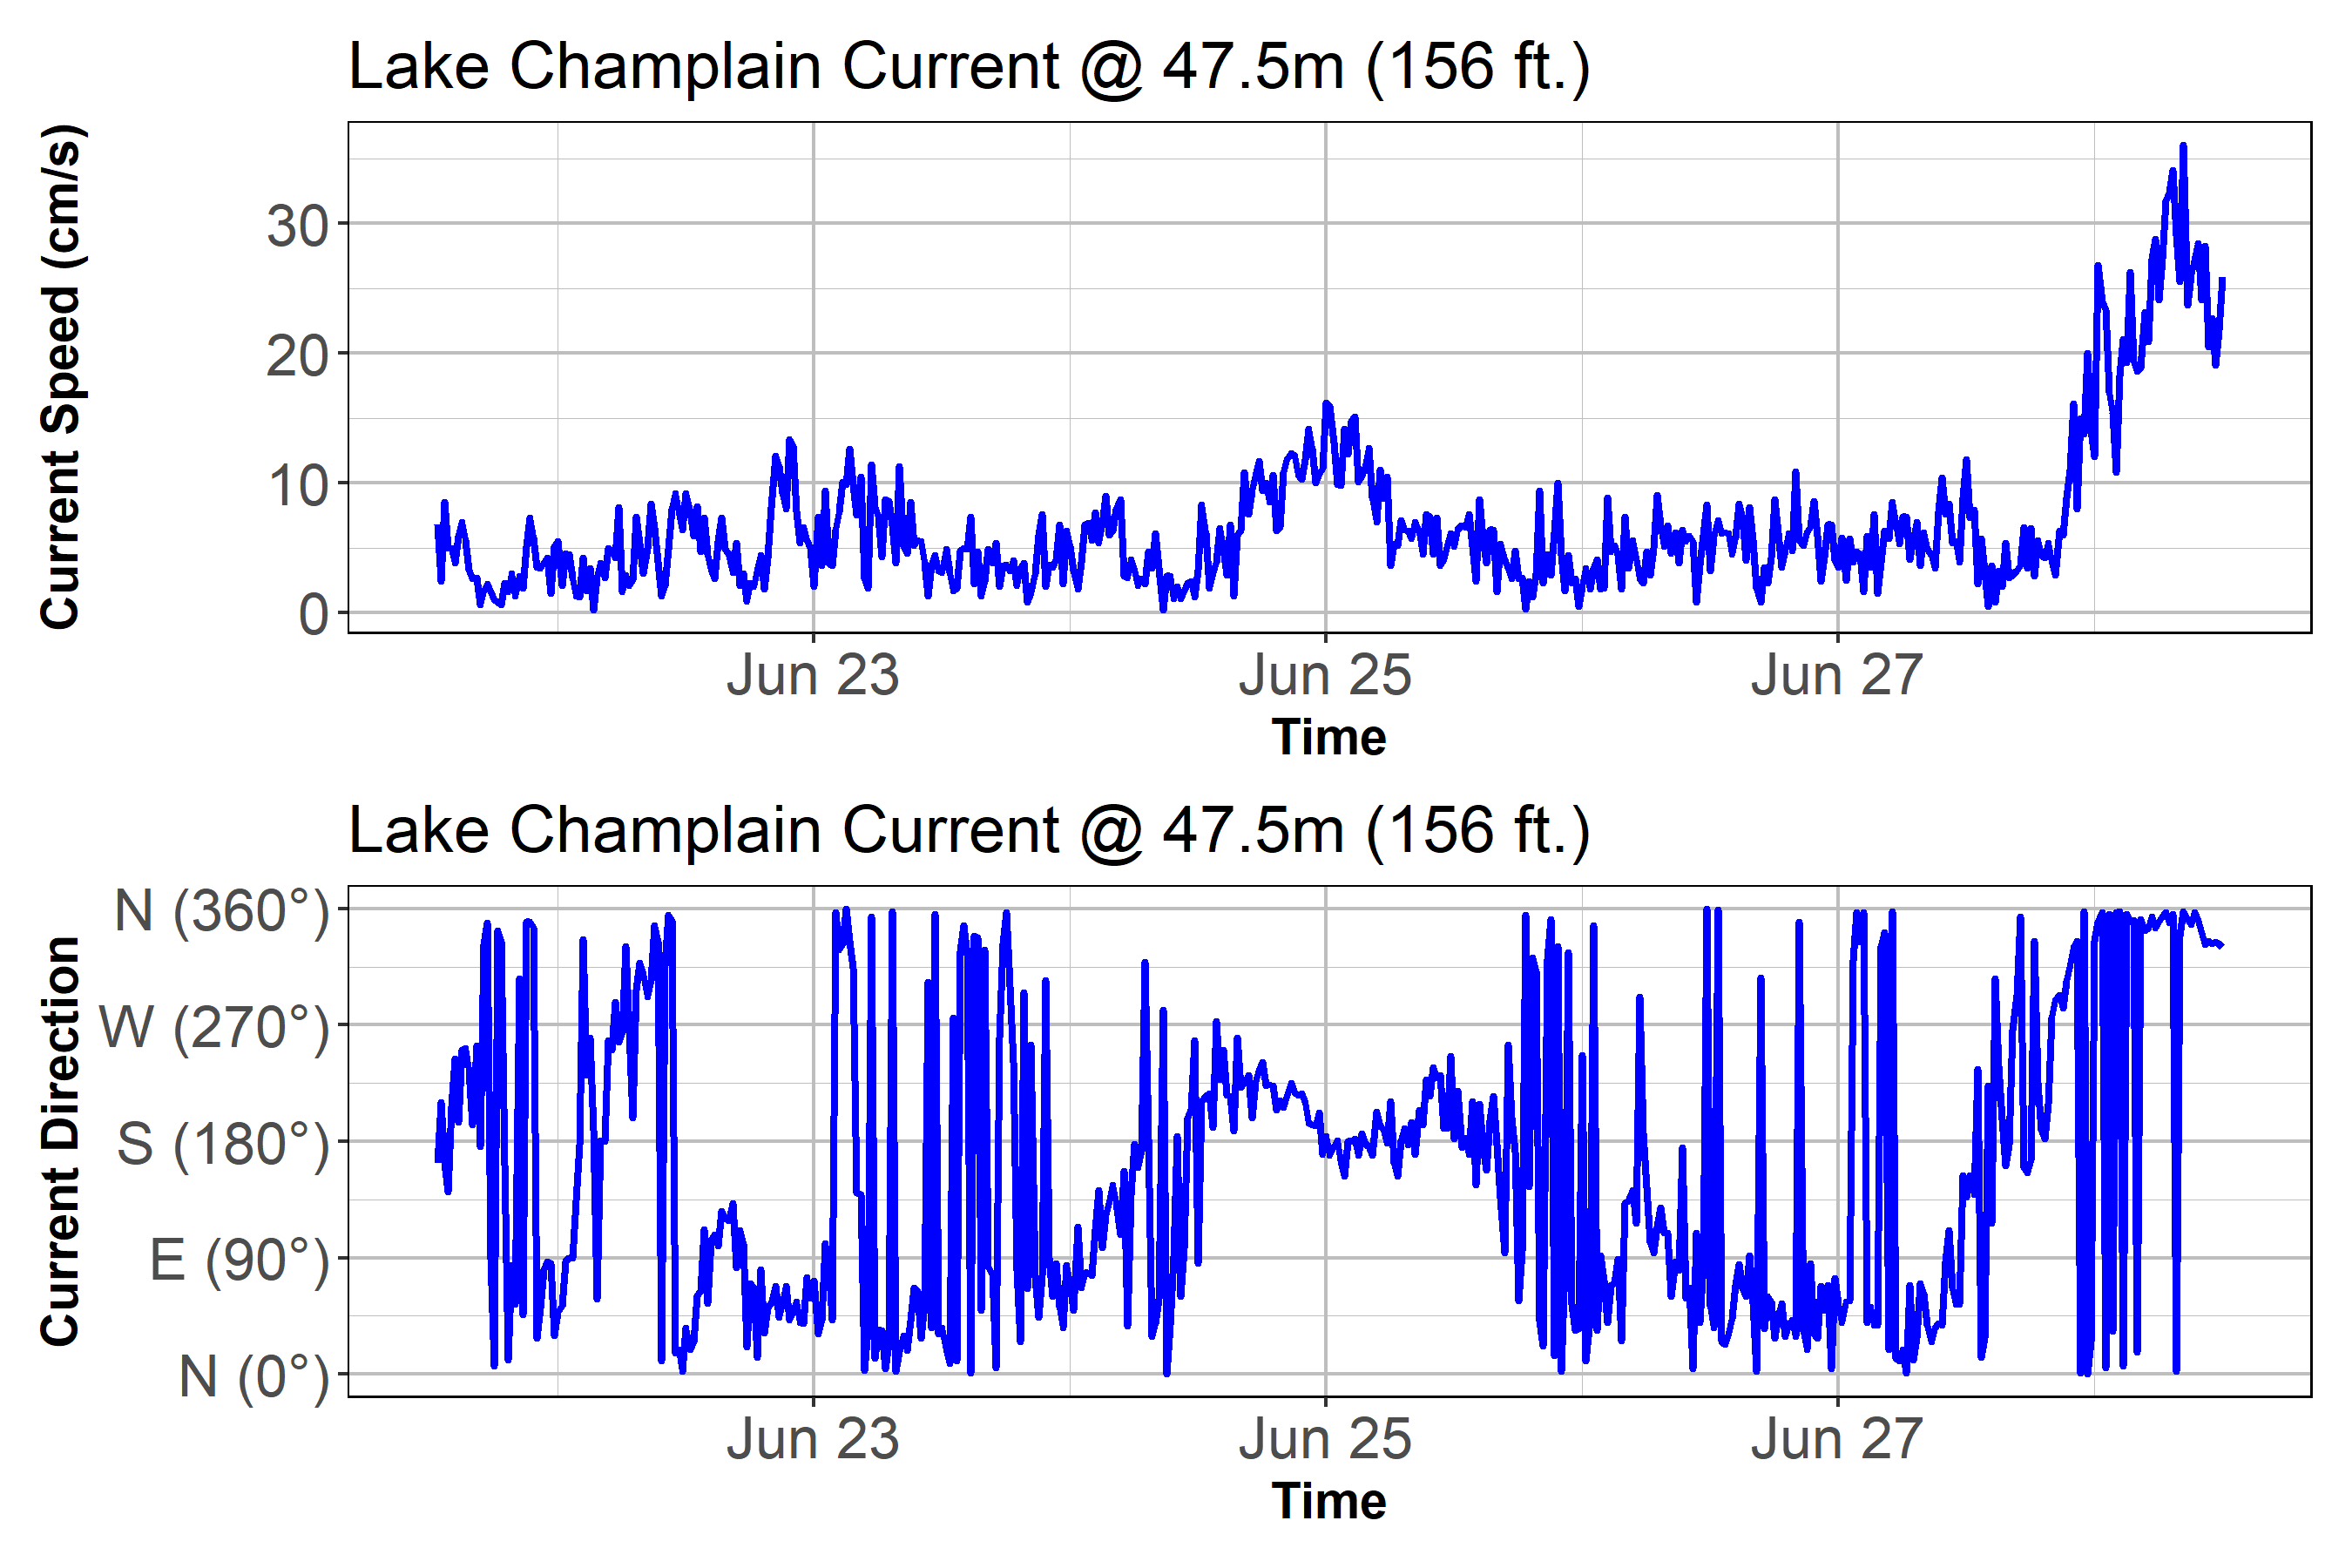 Lake Champlain Current @ 47.5m (156 ft.)
Current Speed (cm/s)
30
20
10
0
Jun 23
Jun 25
Jun 27
Time
Lake Champlain Current @ 47.5m (156 ft.)
Current Direction
N (360°)
W (270°)
S (180°)
E (90°)
N (0°)
Jun 23
Jun 25
Jun 27
Time